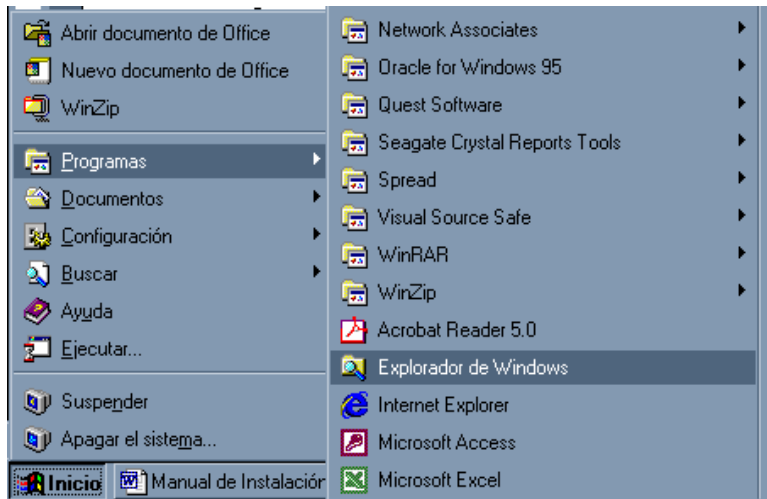 Abrir documento de Office
Nuevo documento de Office
WinZip
Programas
Documentos
Configuración
Buscar
Ayuda
Ejecutar...
Suspender
Apagar el sistema...
Inicio
Manual de Instalación
Network Associates
Oracle for Windows 95
Quest Software
Seagate Crystal Reports Tools
Spread
Visual Source Safe
WinRAR
WinZip
Acrobat Reader 5.0
Explorador de Windows
Internet Explorer
Microsoft Access
Microsoft Excel